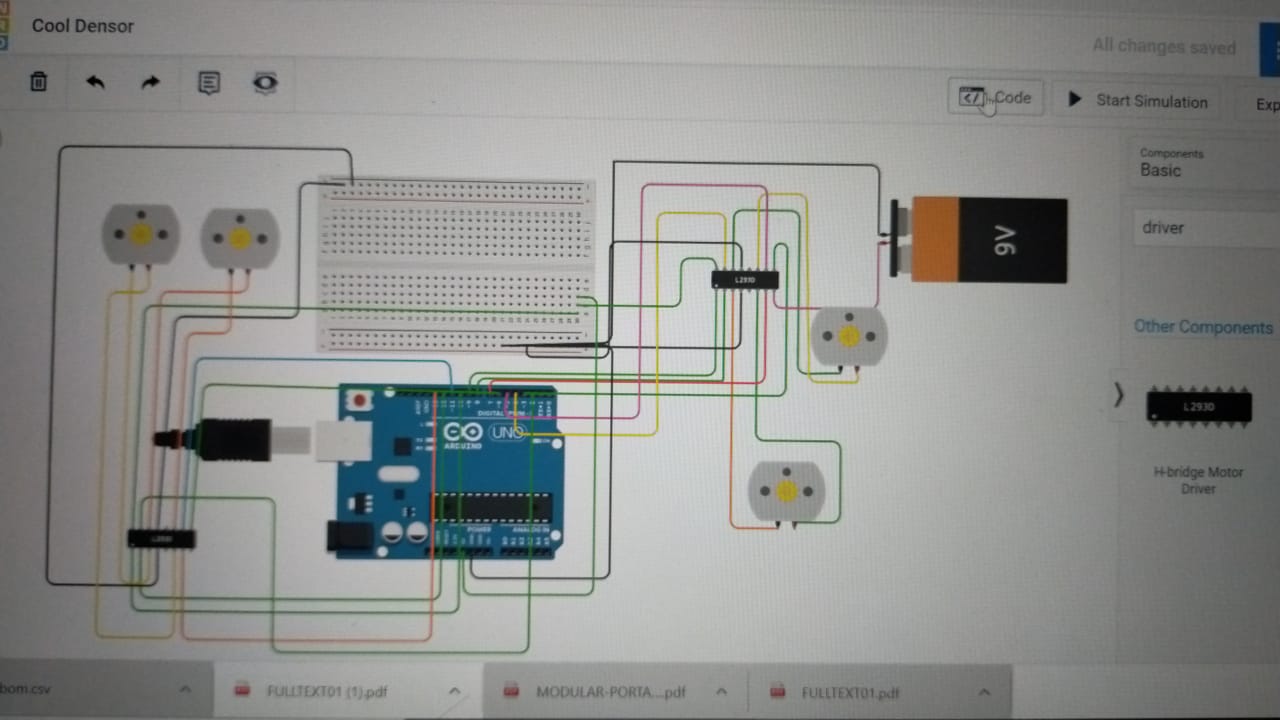 Cool Densor
All changes saved
Code
Start Simulation
Exp
Components
Basic
driver
Other Components
L293D
H-bridge Motor
Driver
9V
L293D
L293D
DIGITAL
UNO
ARDUINO
POWER
ANALOG IN
bom.csv
FULLTEXT01 (1).pdf
MODULAR-PORTA....pdf
FULLTEXT01.pdf